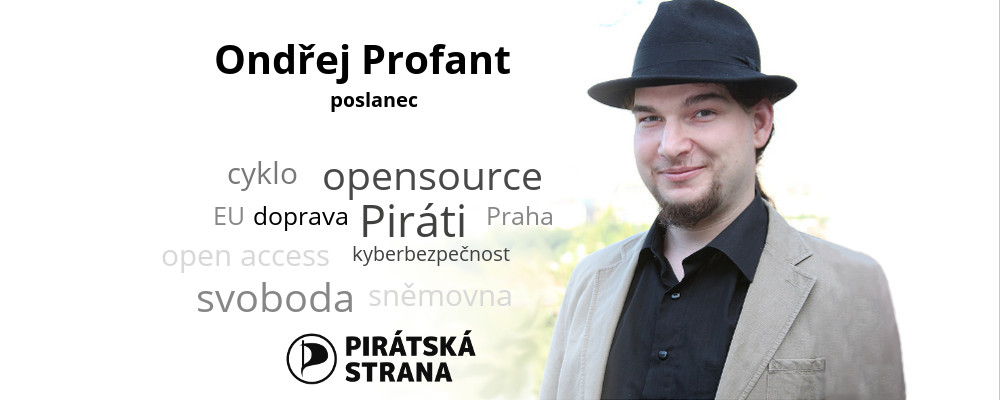 Ondřej Profant
poslanec
cyklo opensource
EU doprava Piráti Praha
open access kyberbezpečnost
svoboda sněmovna
PIRÁTSKÁ
STRANA